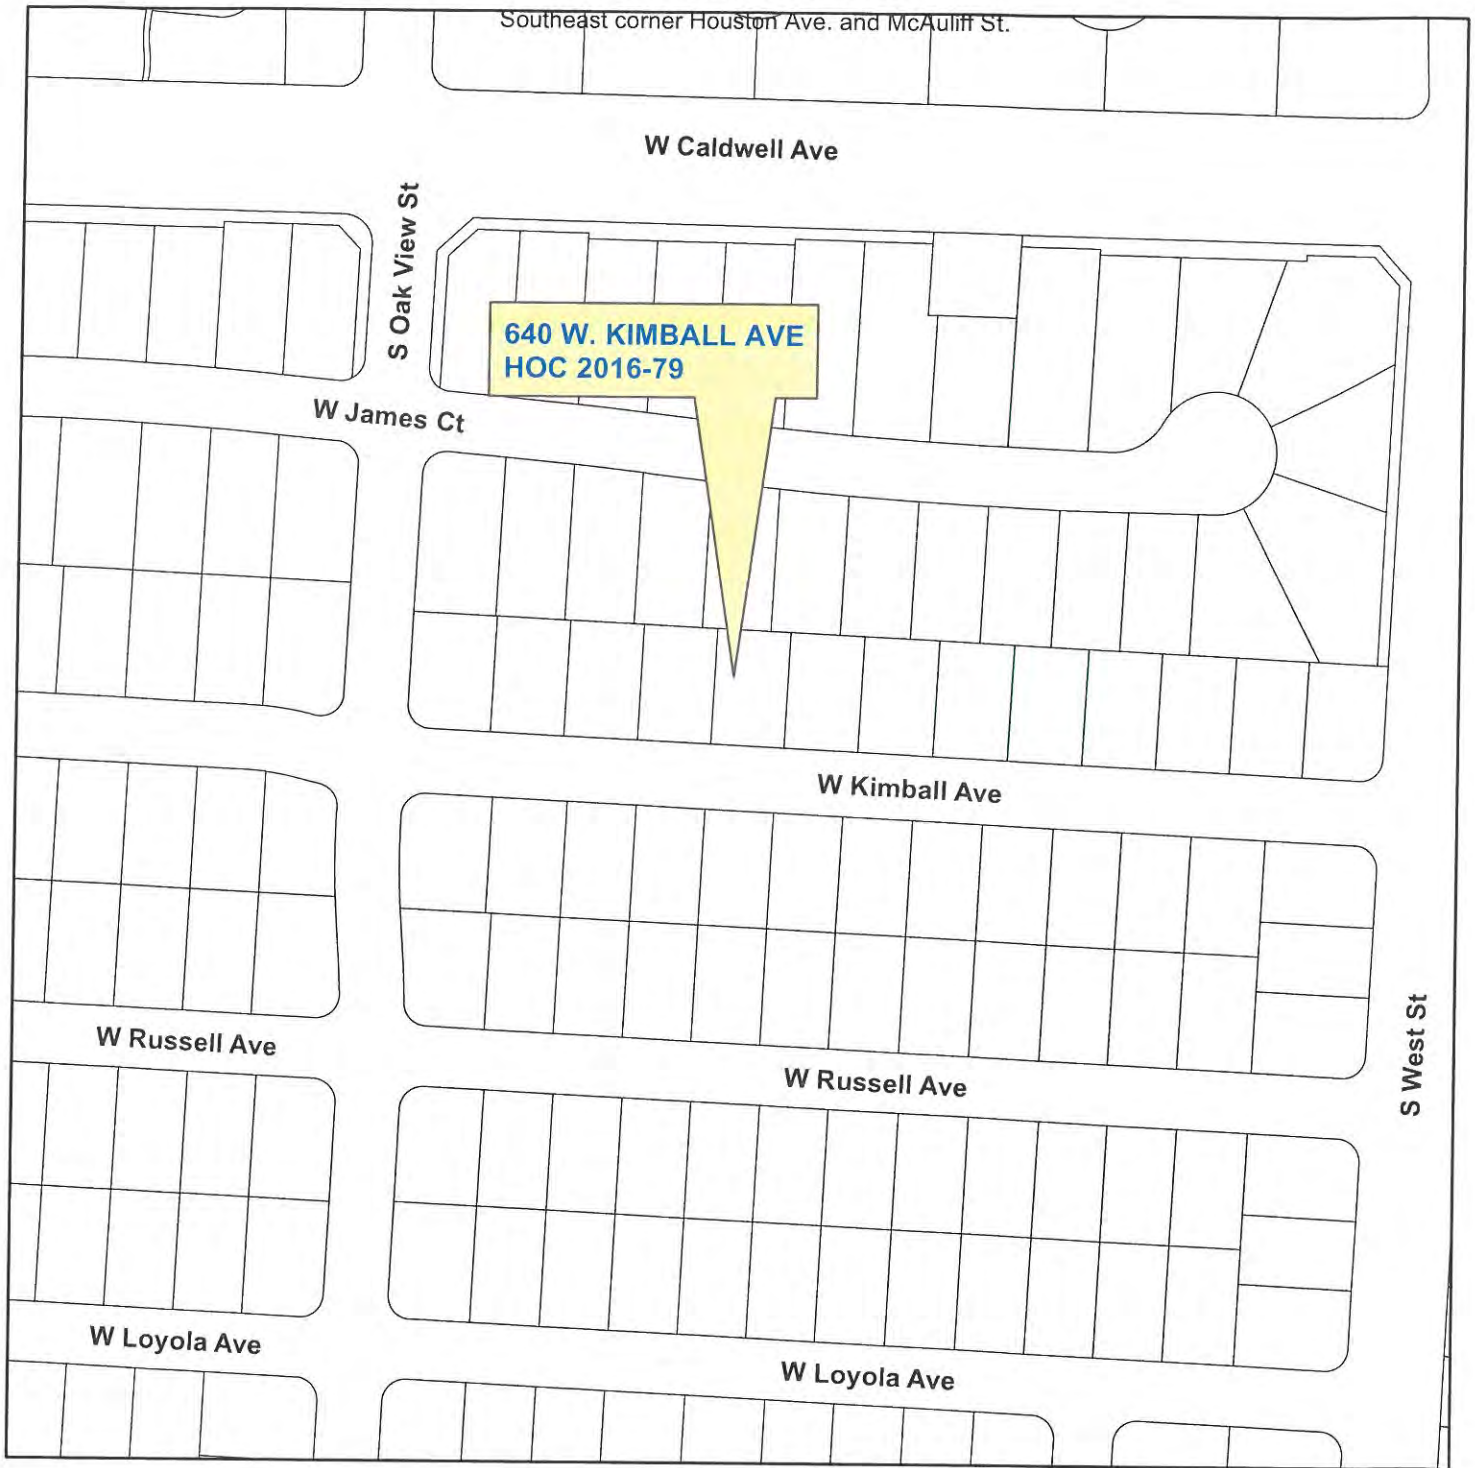 Southeast corner Houston Ave. and McAuliff St.
W Caldwell Ave
S Oak View St
640 W. KIMBALL AVE
HOC 2016-79
W James Ct
W Kimball Ave
W Russell Ave
W Russell Ave
S West St
W Loyola Ave
W Loyola Ave